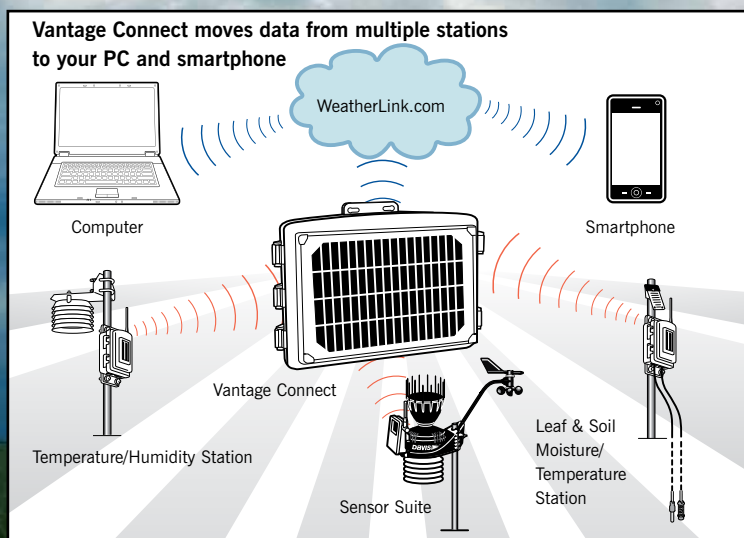 Vantage Connect moves data from multiple stations
to your PC and smartphone
WeatherLink.com
Computer
Smartphone
Vantage Connect
Temperature/Humidity Station
DAVIS
Sensor Suite
Leaf & Soil
Moisture/
Temperature
Station